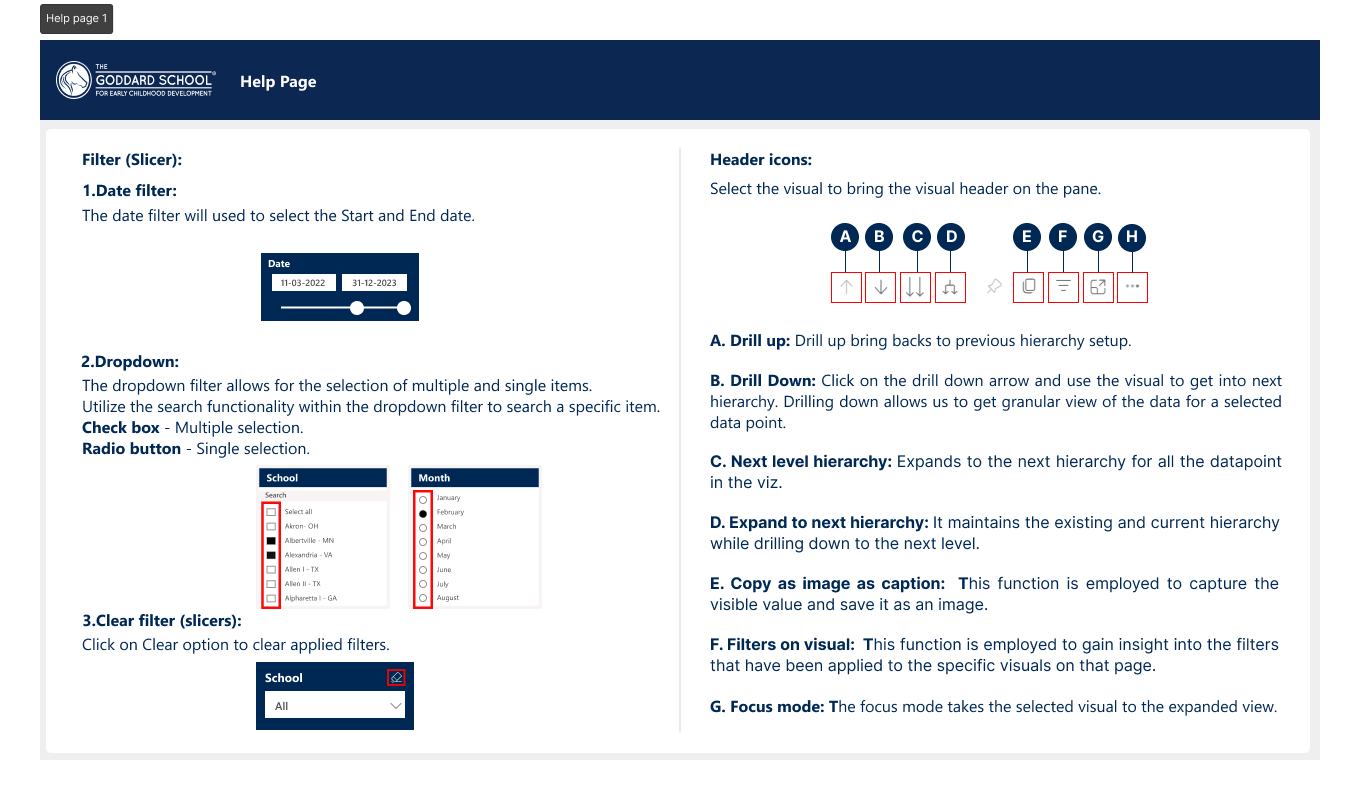 Help page 1
THE
GODDARD SCHOOL®
FOR EARLY CHILDHOOD DEVELOPMENT
Help Page
Filter (Slicer):
1.Date filter:
The date filter will used to select the Start and End date.
Date
11-03-2022 31-12-2023
2.Dropdown:
The dropdown filter allows for the selection of multiple and single items.
Utilize the search functionality within the dropdown filter to search a specific item.
Check box - Multiple selection.
Radio button - Single selection.
School
Search
Select all
Akron- OH
Albertville - MN
Alexandria - VA
Allen I - TX
Allen II - TX
Alpharetta I - GA
Month
January
February
March
April
May
June
July
August
3.Clear filter (slicers):
Click on Clear option to clear applied filters.
School
All
Header icons:
Select the visual to bring the visual header on the pane.
A B C D E F G H
A. Drill up: Drill up bring backs to previous hierarchy setup.
B. Drill Down: Click on the drill down arrow and use the visual to get into next
hierarchy. Drilling down allows us to get granular view of the data for a selected
data point.
C. Next level hierarchy: Expands to the next hierarchy for all the datapoint
in the viz.
D. Expand to next hierarchy: It maintains the existing and current hierarchy
while drilling down to the next level.
E. Copy as image as caption: This function is employed to capture the
visible value and save it as an image.
F. Filters on visual: This function is employed to gain insight into the filters
that have been applied to the specific visuals on that page.
G. Focus mode: The focus mode takes the selected visual to the expanded view.